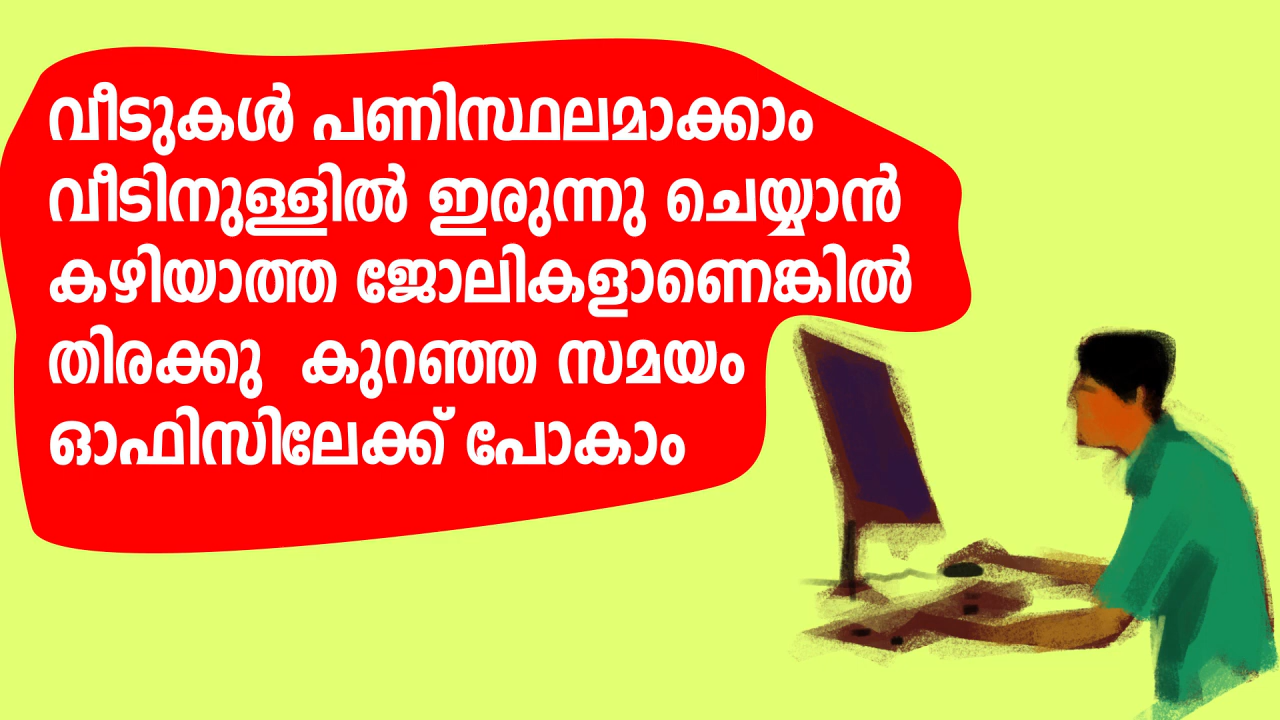 വീടുകൾ പണിസ്ഥലമാക്കാം
വീടിനുള്ളിൽ ഇരുന്നു ചെയ്യാൻ
കഴിയാത്ത ജോലികളാണെങ്കിൽ
തിരക്കു കുറഞ്ഞ സമയം
ഓഫിസിലേക്ക് പോകാം